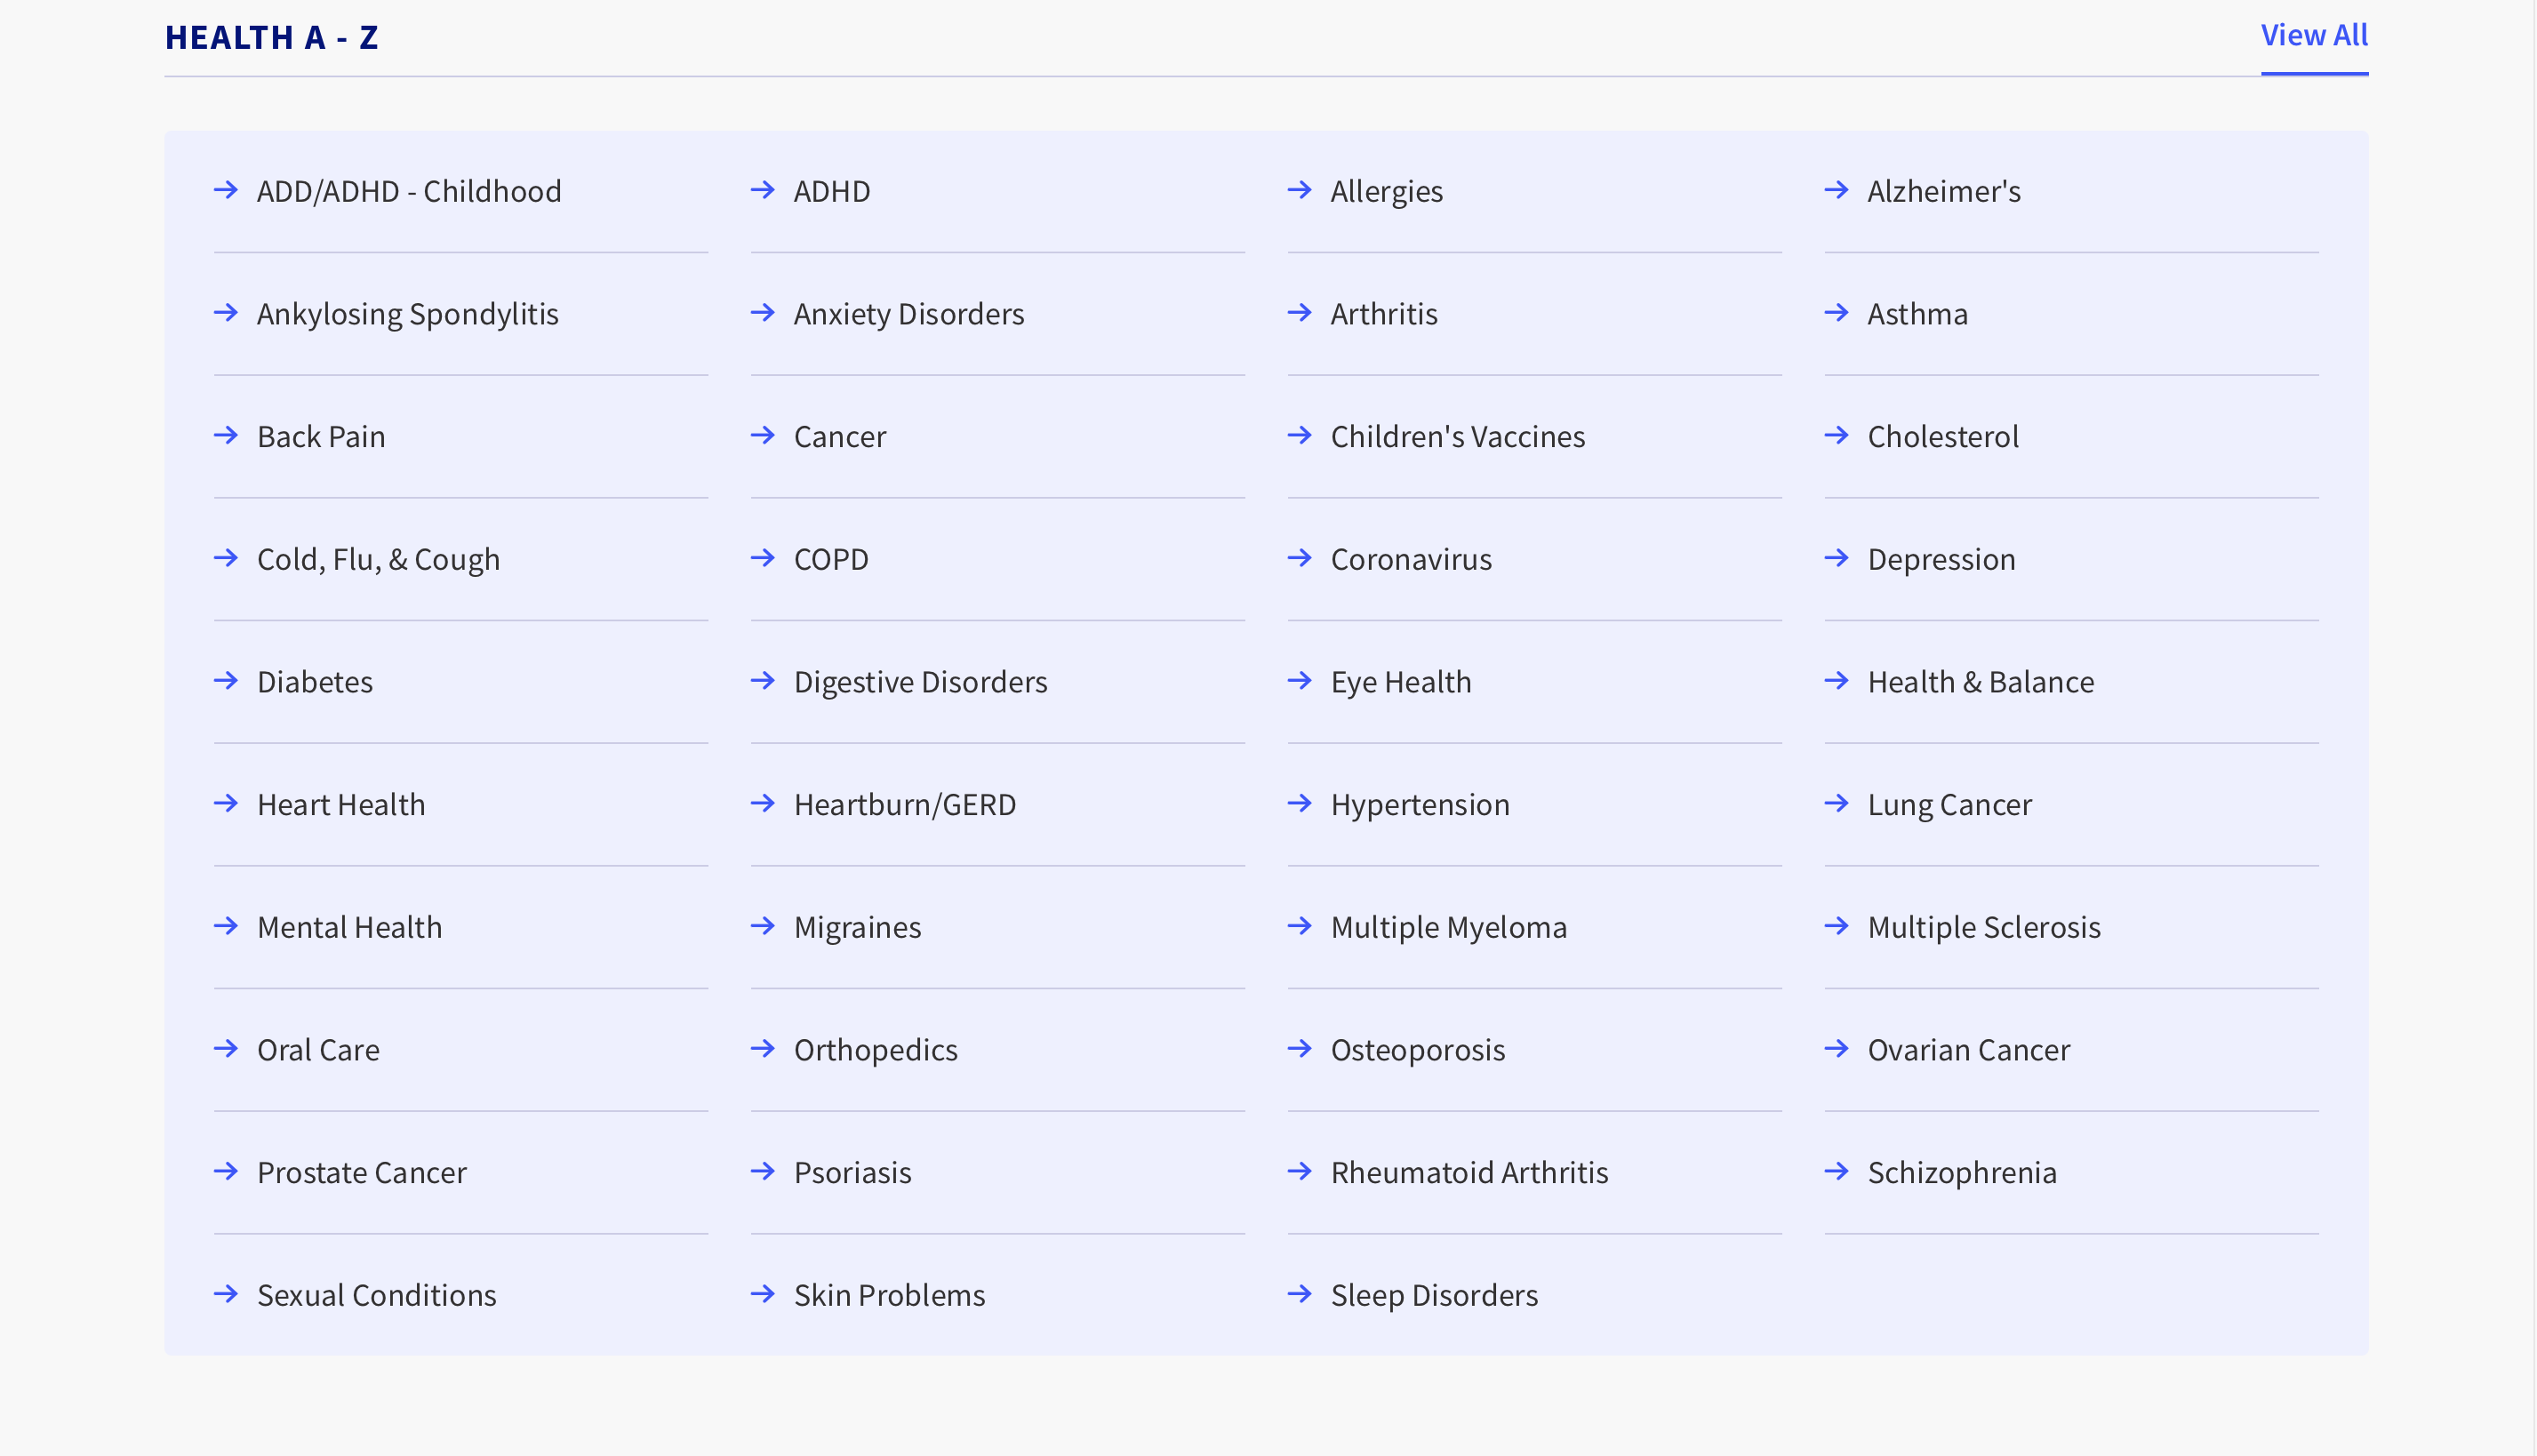 HEALTH A - Z
View All
ADD/ADHD - Childhood
ADHD
Allergies
Alzheimer's
Ankylosing Spondylitis
Anxiety Disorders
Arthritis
Asthma
Back Pain
Cancer
Children's Vaccines
Cholesterol
Cold, Flu, & Cough
COPD
Coronavirus
Depression
Diabetes
Digestive Disorders
Eye Health
Health & Balance
Heart Health
Heartburn/GERD
Hypertension
Lung Cancer
Mental Health
Migraines
Multiple Myeloma
Multiple Sclerosis
Oral Care
Orthopedics
Osteoporosis
Ovarian Cancer
Prostate Cancer
Psoriasis
Rheumatoid Arthritis
Schizophrenia
Sexual Conditions
Skin Problems
Sleep Disorders